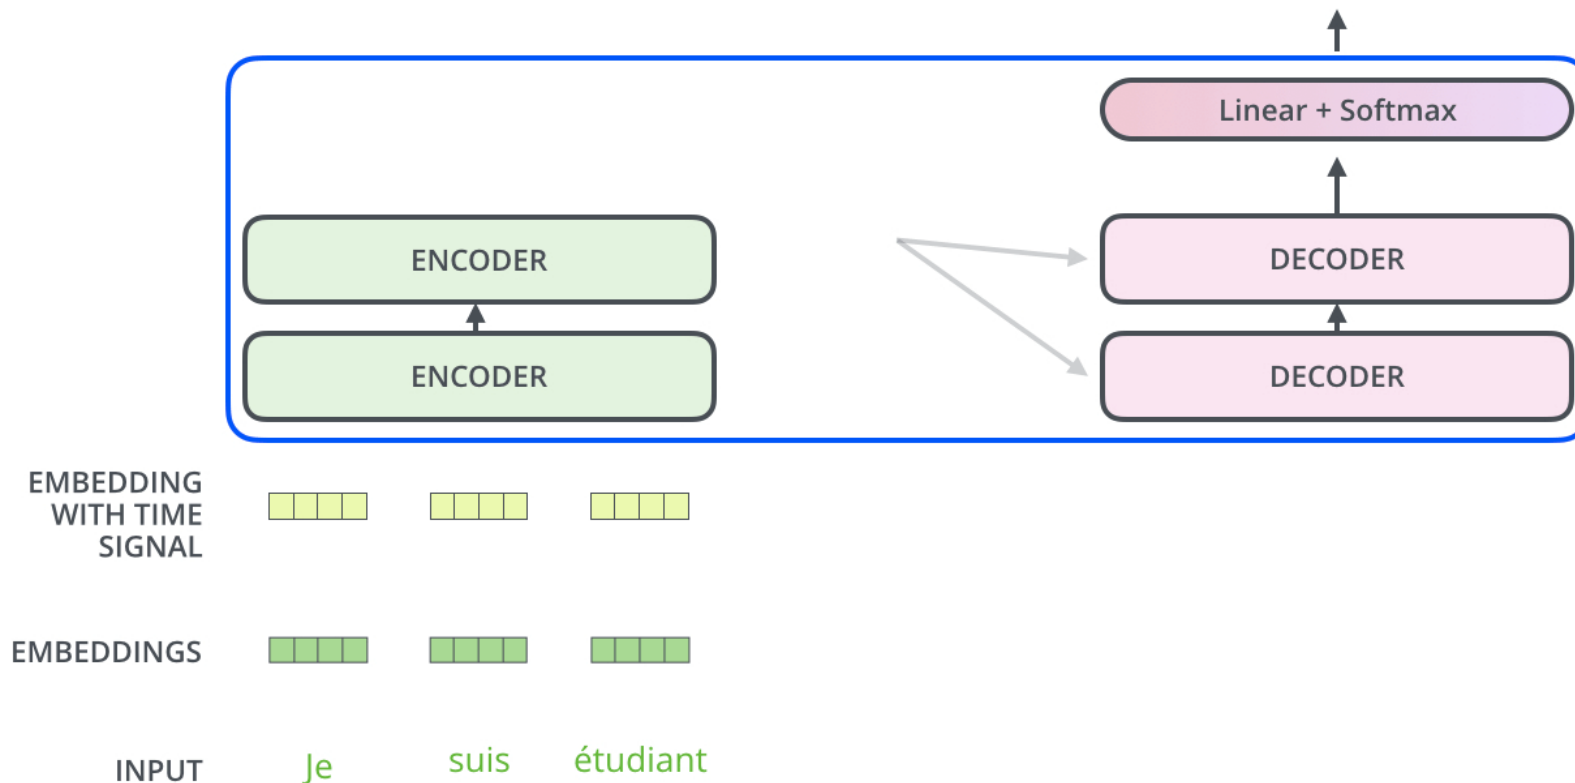 Linear + Softmax
ENCODER
DECODER
ENCODER
DECODER
EMBEDDING
WITH TIME
SIGNAL
EMBEDDINGS
INPUT Je suis étudiant